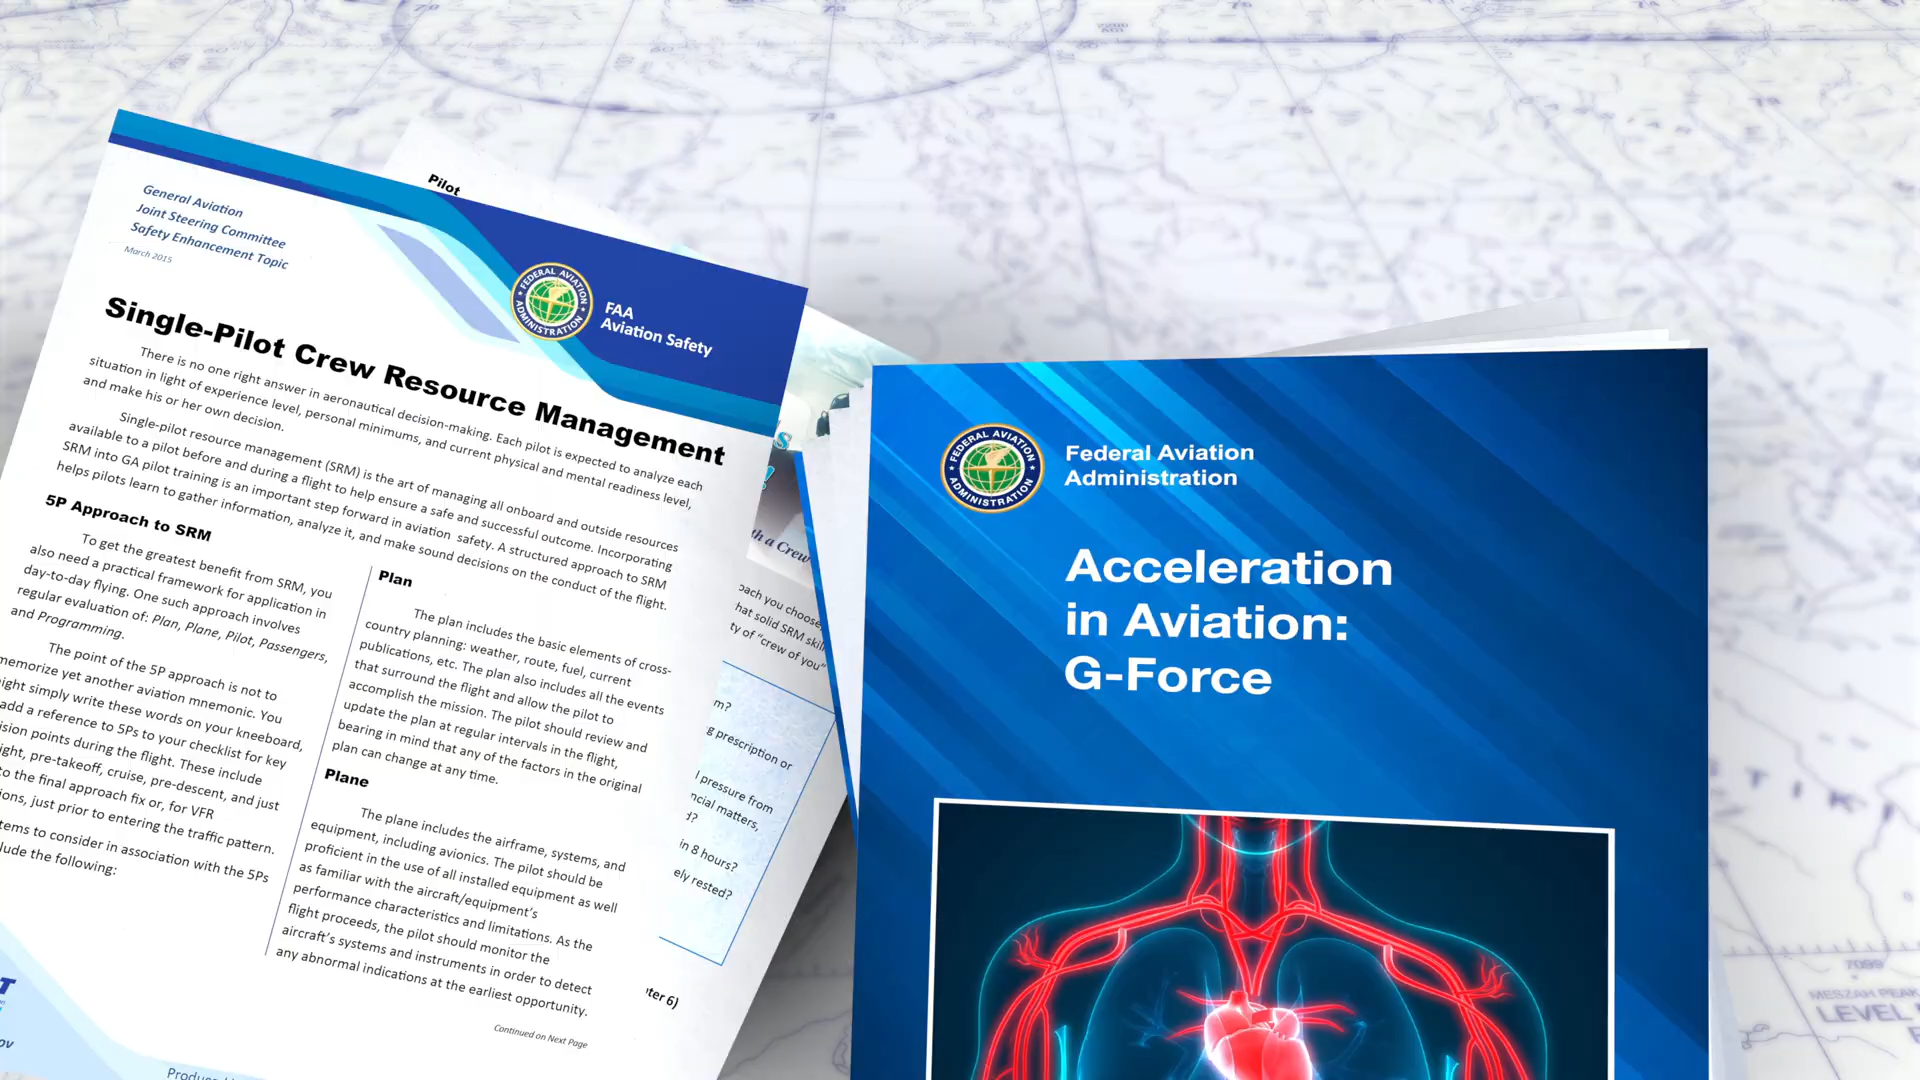 Pilot
General Aviation
Joint Steering Committee
Safety Enhancement Topic
March 2015
FEDERAL AVIATION
ADMINISTRATION
FAA
Aviation Safety
Single-Pilot Crew Resource Management
There is no one right answer in aeronautical decision-making. Each pilot is expected to analyze each
situation in light of experience level, personal minimums, and current physical and mental readiness level,
and make his or her own decision.
Single-pilot resource management (SRM) is the art of managing all onboard and outside resources
available to a pilot before and during a flight to help ensure a safe and successful outcome. Incorporating
SRM into GA pilot training is an important step forward in aviation safety. A structured approach to SRM
helps pilots learn to gather information, analyze it, and make sound decisions on the conduct of the flight.
5P Approach to SRM
To get the greatest benefit from SRM, you
also need a practical framework for application in
day-to-day flying. One such approach involves
regular evaluation of: Plan, Plane, Pilot, Passengers,
and Programming.
The point of the 5P approach is not to
memorize yet another aviation mnemonic. You
ight simply write these words on your kneeboard,
add a reference to 5Ps to your checklist for key
ision points during the flight. These include
ight, pre-takeoff, cruise, pre-descent, and just
to the final approach fix or, for VFR
ions, just prior to entering the traffic pattern.
tems to consider in association with the 5Ps
lude the following:
Plan
The plan includes the basic elements of cross-
country planning: weather, route, fuel, current
publications, etc. The plan also includes all the events
that surround the flight and allow the pilot to
accomplish the mission. The pilot should review and
update the plan at regular intervals in the flight,
bearing in mind that any of the factors in the original
plan can change at any time.
Plane
The plane includes the airframe, systems, and
equipment, including avionics. The pilot should be
proficient in the use of all installed equipment as well
as familiar with the aircraft/equipment's
performance characteristics and limitations. As the
flight proceeds, the pilot should monitor the
aircraft's systems and instruments in order to detect
any abnormal indications at the earliest opportunity.
Continued on Next Page
th a Crew
oach you choose,
hat solid SRM skill
ty of "crew of you"
m?
g prescription or
l pressure from
ncial matters,
d?
in 8 hours?
ely rested?
ter 6)
FEDERAL AVIATION
ADMINISTRATION
Federal Aviation
Administration
Acceleration
in Aviation:
G-Force
7099
MESZAH PEAK
LEVEL